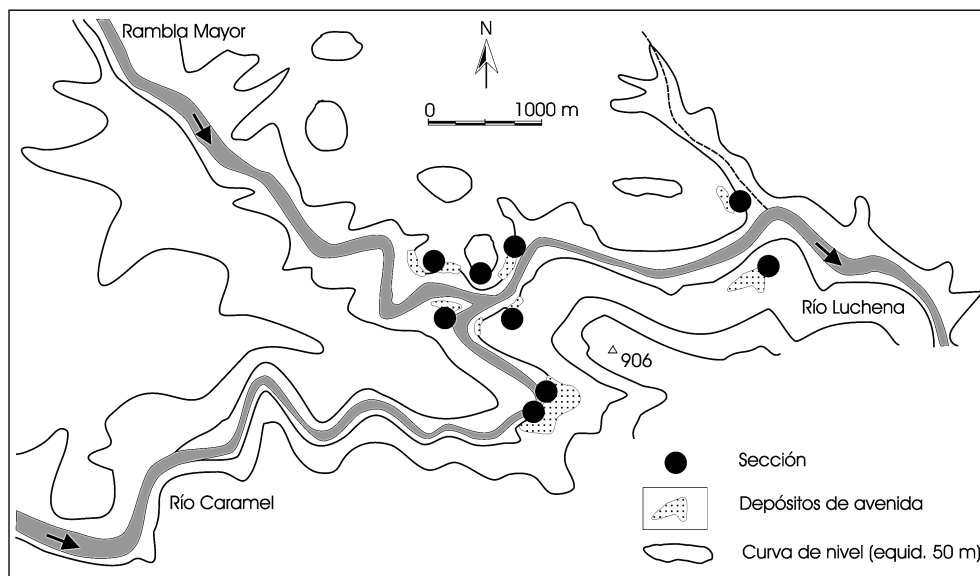 Rambla Mayor
N
0 1000 m
Río Luchena
906
Río Caramel
Sección
Depósitos de avenida
Curva de nivel (equid. 50 m)